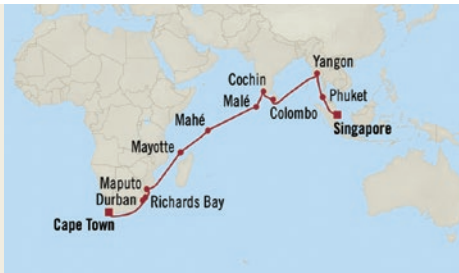 Yangon
Cochin
Phuket
Malé
Colombo
Mahé
Singapore
Mayotte
Maputo
Durban
Richards Bay
Cape Town